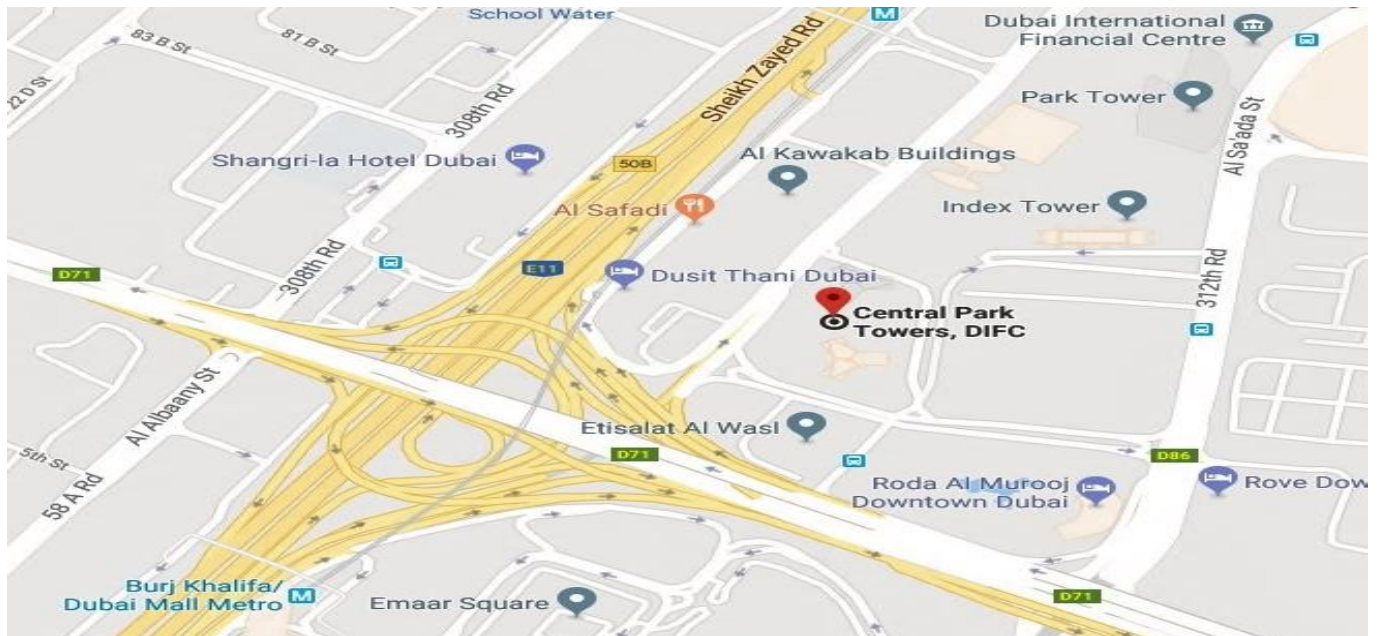 School Water
M
Dubai International
Financial Centre
83 B St
81 B St
22 D St
308th Rd
Sheikh Zayed Rd
Park Tower
Al Sa'ada St
Shangri-la Hotel Dubai
50B
Al Kawakab Buildings
Al Safadi
Index Tower
D71
308th Rd
E11
Dusit Thani Dubai
312th Rd
Central Park
Towers, DIFC
Al Albaany St
Etisalat Al Wasl
D71
D86
5th St
58 A Rd
Roda Al Murooj
Downtown Dubai
Rove Dow
Burj Khalifa/
Dubai Mall Metro
M
Emaar Square
D71